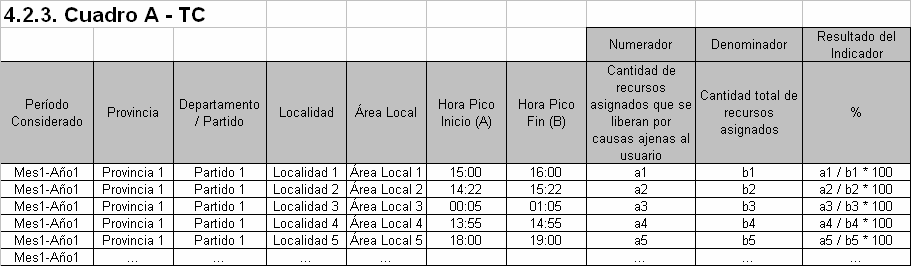 4.2.3. Cuadro A - TC
Numerador Denominador Resultado del Indicador
Período Considerado Provincia Departamento / Partido Localidad Área Local Hora Pico Inicio (A) Hora Pico Fin (B) Cantidad de recursos asignados que se liberan por causas ajenas al usuario Cantidad total de recursos asignados %
Mes1-Año1 Provincia 1 Partido 1 Localidad 1 Área Local 1 15:00 16:00 a1 b1 a1 / b1 * 100
Mes1-Año1 Provincia 1 Partido 1 Localidad 2 Área Local 2 14:22 15:22 a2 b2 a2 / b2 * 100
Mes1-Año1 Provincia 1 Partido 1 Localidad 3 Área Local 3 00:05 01:05 a3 b3 a3 / b3 * 100
Mes1-Año1 Provincia 1 Partido 1 Localidad 4 Área Local 4 13:55 14:55 a4 b4 a4 / b4 * 100
Mes1-Año1 Provincia 1 Partido 1 Localidad 5 Área Local 5 18:00 19:00 a5 b5 a5 / b5 * 100
Mes1-Año1 ... ... ... ... ... ... ...